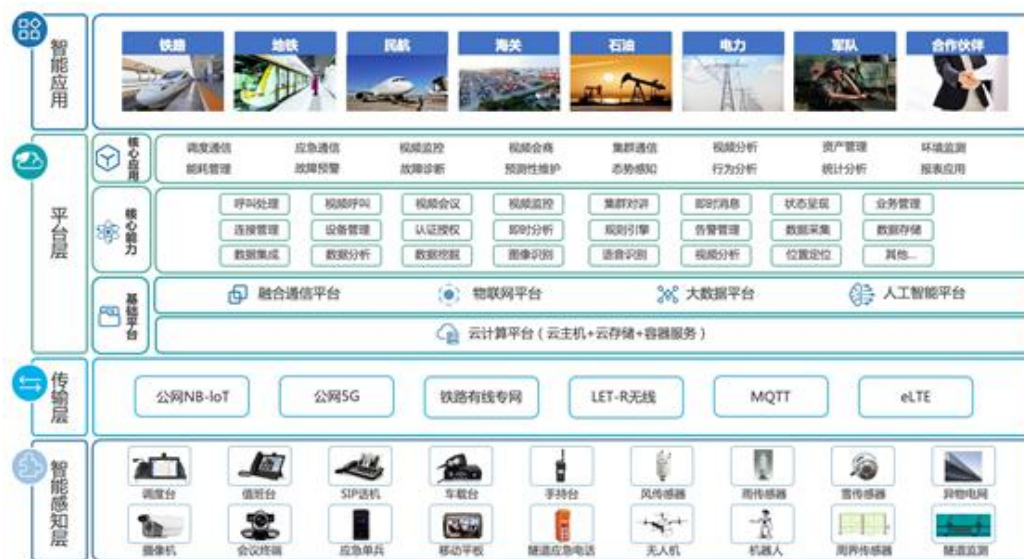 智能应用
铁路 地铁 民航 海关 石油 电力 军队 合作伙伴
平台层
核心应用
调度通信 应急通信 视频监控 视频会商 集群通信 视频分析 资产管理 环境监测
能耗管理 故障预警 故障诊断 预测性维护 态势感知 行为分析 统计分析 报表应用
核心能力
呼叫处理 视频呼叫 视频会议 视频监控 集群对讲 即时消息 状态呈现 业务管理
连接管理 设备管理 认证授权 即时分析 规则引擎 告警管理 数据采集 数据存储
数据集成 数据分析 数据挖掘 图像识别 语音识别 视频分析 位置定位 其他...
基础平台
融合通信平台 物联网平台 大数据平台 人工智能平台
云计算平台（云主机+云存储+容器服务）
传输层
公网NB-IoT 公网5G 铁路有线专网 LET-R无线 MQTT eLTE
智能感知层
调度台 值班台 SIP话机 车载台 手持台 风传感器 雨传感器 雪传感器 异物电网
摄像机 会议终端 应急单兵 移动平板 隧道应急电话 无人机 机器人 周界传感器 隧道监测